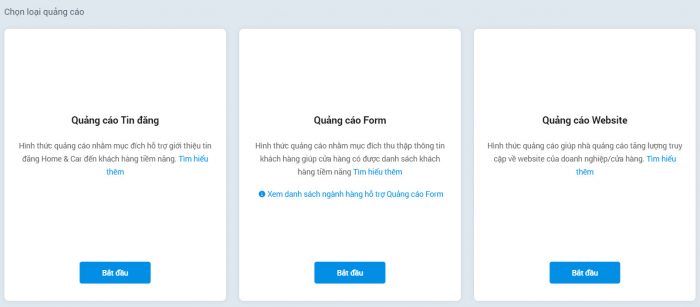 Chọn loại quảng cáo
Quảng cáo Tin đăng
Hình thức quảng cáo nhằm mục đích hỗ trợ giới thiệu tin
đăng Home & Car đến khách hàng tiềm năng. Tìm hiểu
thêm
Bắt đầu
Quảng cáo Form
Hình thức quảng cáo nhằm mục đích thu thập thông tin
khách hàng giúp cửa hàng có được danh sách khách
hàng tiềm năng Tìm hiểu thêm
Xem danh sách ngành hàng hỗ trợ Quảng cáo Form
Bắt đầu
Quảng cáo Website
Hình thức quảng cáo giúp nhà quảng cáo tăng lượng truy
cập về website của doanh nghiệp/cửa hàng. Tìm hiểu
thêm
Bắt đầu